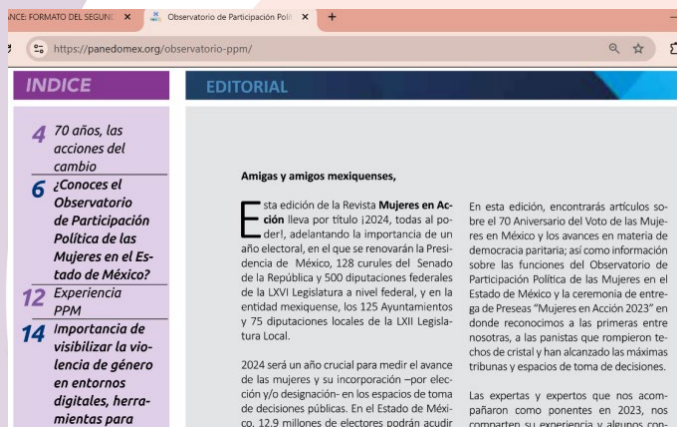 ANCE: FORMATO DEL SEGUN
Observatorio de Participación Polí
https://panedomex.org/observatorio-ppm/
INDICE
4 70 años, las
acciones del
cambio
6 ¿Conoces el
Observatorio
de Participación
Política de las
Mujeres en el Es-
tado de México?
12 Experiencia
PPM
14 Importancia de
visibilizar la vio-
lencia de género
en entornos
digitales, herra-
mientas para
EDITORIAL
Amigas y amigos mexiquenses,
Esta edición de la Revista Mujeres en Ac-
ción lleva por título ¡2024, todas al po-
der!, adelantando la importancia de un
año electoral, en el que se renovarán la Presi-
dencia de México, 128 curules del Senado
de la República y 500 diputaciones federales
de la LXVI Legislatura a nivel federal, y en la
entidad mexiquense, los 125 Ayuntamientos
y 75 diputaciones locales de la LXII Legisla-
tura Local.
2024 será un año crucial para medir el avance
de las mujeres y su incorporación –por elec-
ción y/o designación- en los espacios de toma
de decisiones públicas. En el Estado de Méxi-
co, 12.9 millones de electores podrán acudir
En esta edición, encontrarás artículos so-
bre el 70 Aniversario del Voto de las Muje-
res en México y los avances en materia de
democracia paritaria; así como información
sobre las funciones del Observatorio de
Participación Política de las Mujeres en el
Estado de México y la ceremonia de entre-
ga de Preseas "Mujeres en Acción 2023" en
donde reconocimos a las primeras entre
nosotras, a las panistas que rompieron te-
chos de cristal y han alcanzado las máximas
tribunas y espacios de toma de decisiones.
Las expertas y expertos que nos acom-
pañaron como ponentes en 2023, nos
comparten su experiencia y algunos con-